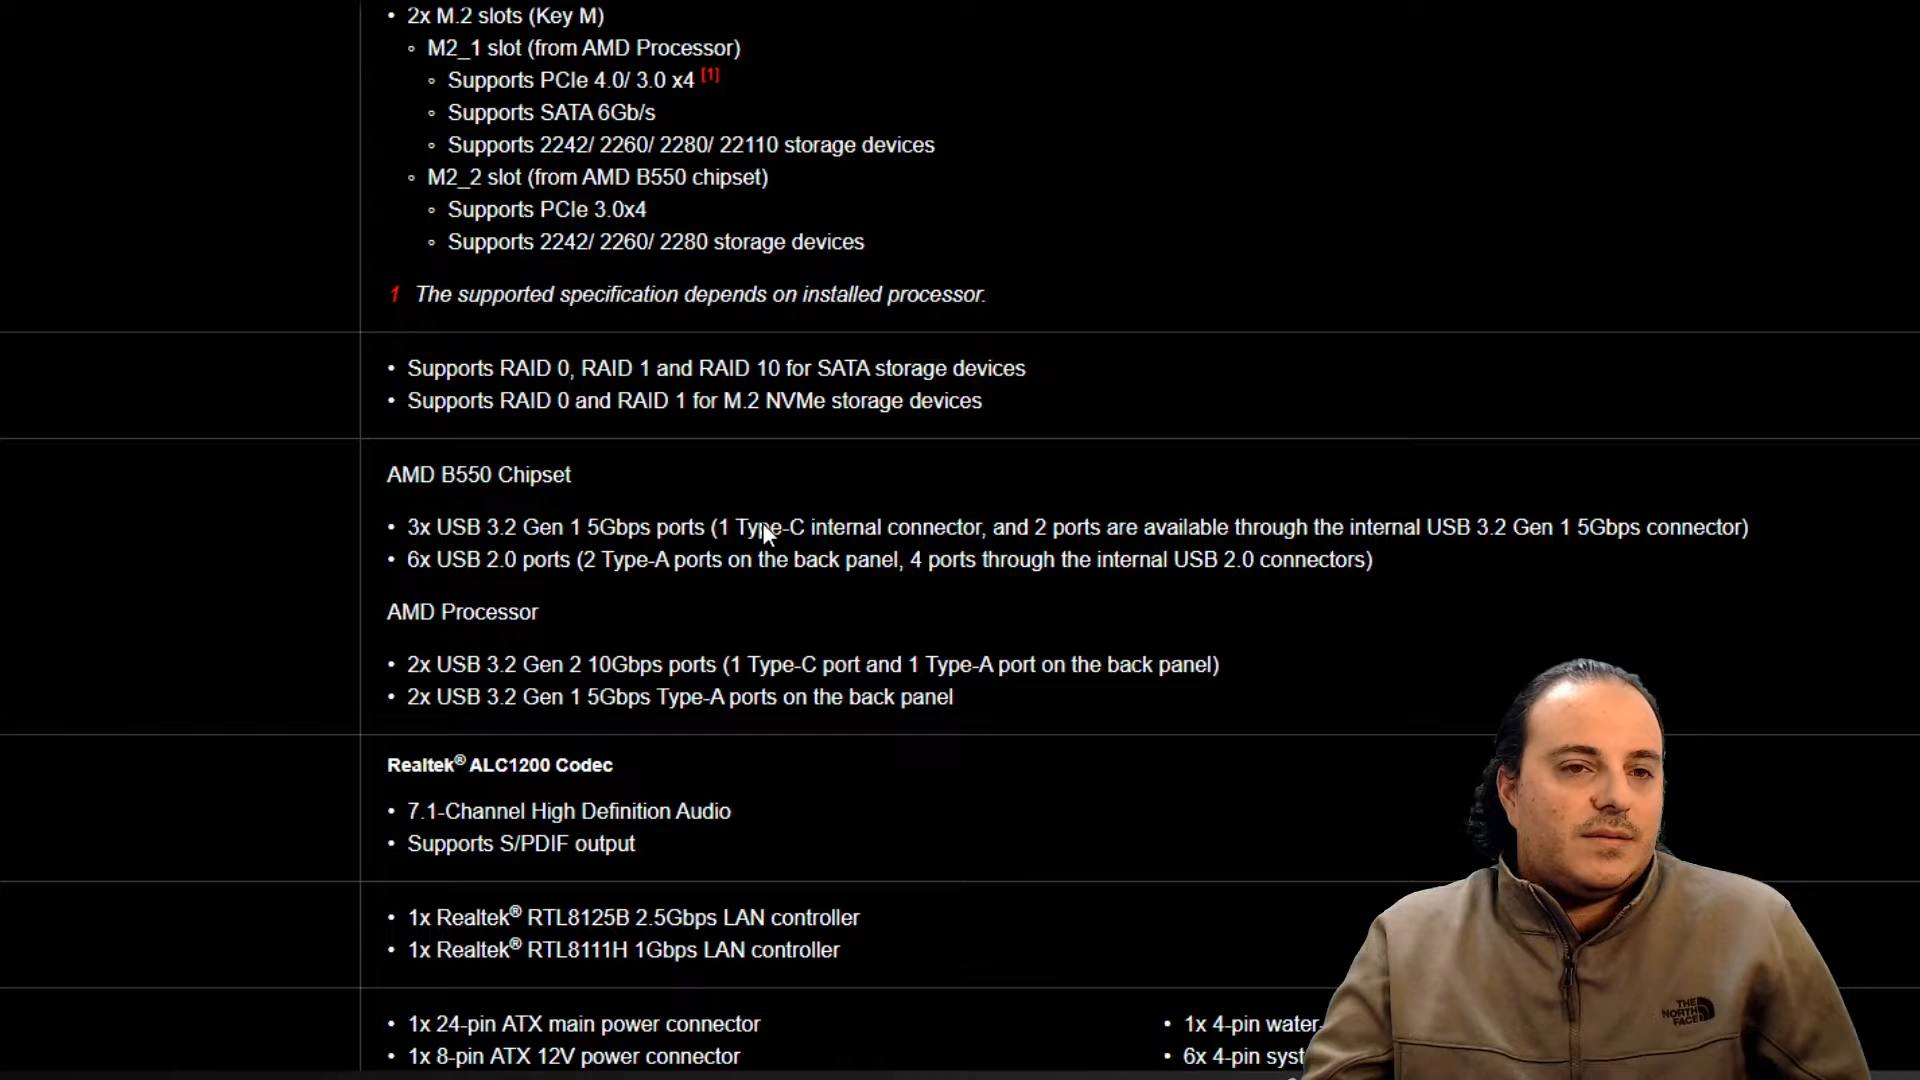 • 2x M.2 slots (Key M)
◦ M2_1 slot (from AMD Processor)
◦ Supports PCIe 4.0/ 3.0 x4 [1]
◦ Supports SATA 6Gb/s
◦ Supports 2242/ 2260/ 2280/ 22110 storage devices
◦ M2_2 slot (from AMD B550 chipset)
◦ Supports PCIe 3.0x4
◦ Supports 2242/ 2260/ 2280 storage devices
1 The supported specification depends on installed processor.
• Supports RAID 0, RAID 1 and RAID 10 for SATA storage devices
• Supports RAID 0 and RAID 1 for M.2 NVMe storage devices
AMD B550 Chipset
• 3x USB 3.2 Gen 1 5Gbps ports (1 Type-C internal connector, and 2 ports are available through the internal USB 3.2 Gen 1 5Gbps connector)
• 6x USB 2.0 ports (2 Type-A ports on the back panel, 4 ports through the internal USB 2.0 connectors)
AMD Processor
• 2x USB 3.2 Gen 2 10Gbps ports (1 Type-C port and 1 Type-A port on the back panel)
• 2x USB 3.2 Gen 1 5Gbps Type-A ports on the back panel
Realtek® ALC1200 Codec
• 7.1-Channel High Definition Audio
• Supports S/PDIF output
• 1x Realtek® RTL8125B 2.5Gbps LAN controller
• 1x Realtek® RTL8111H 1Gbps LAN controller
• 1x 24-pin ATX main power connector
• 1x 8-pin ATX 12V power connector
• 1x 4-pin water-
• 6x 4-pin syst
THE
NORTH
FACE